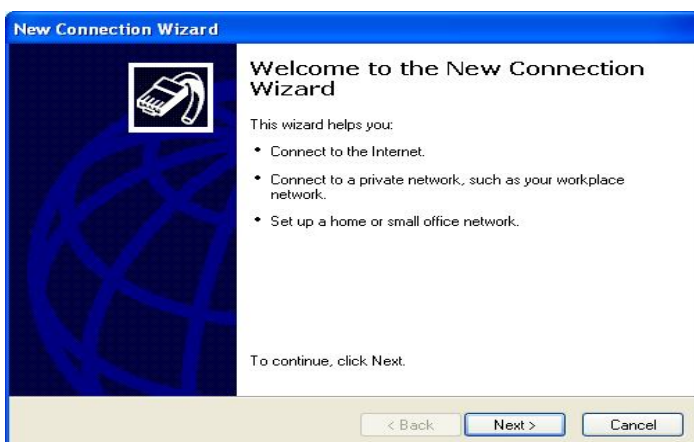 New Connection Wizard
Welcome to the New Connection
Wizard
This wizard helps you:
• Connect to the Internet.
• Connect to a private network, such as your workplace
network.
• Set up a home or small office network.
To continue, click Next.
< Back Next > Cancel